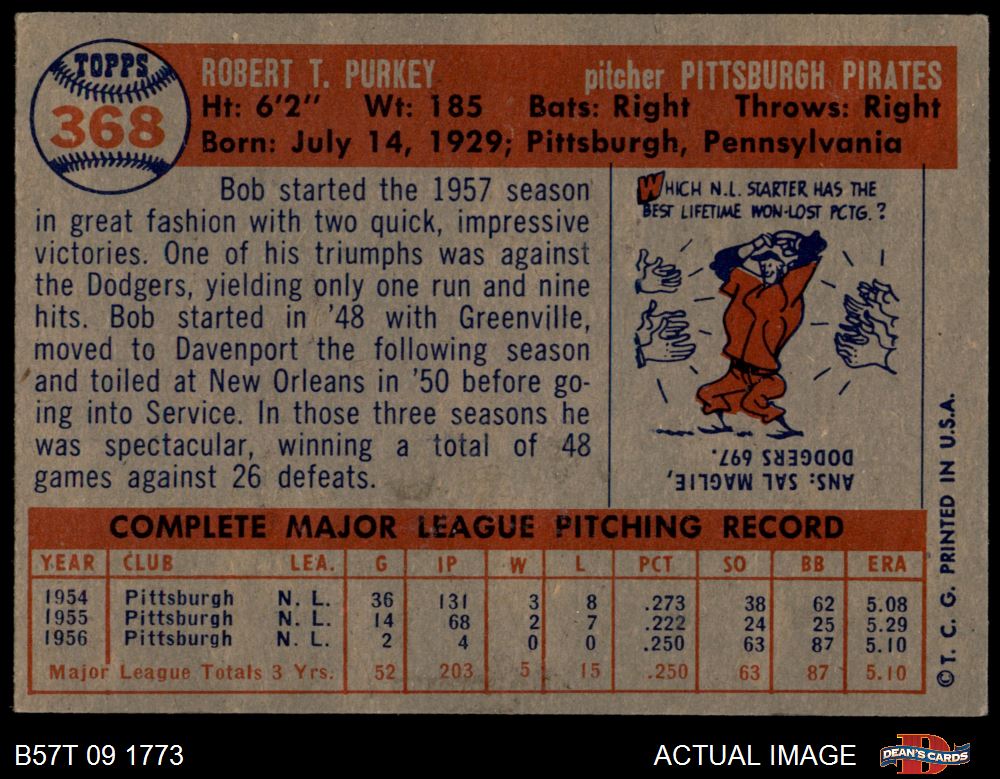 TOPPS
368
ROBERT T. PURKEY pitcher PITTSBURGH PIRATES
Ht: 6'2" Wt: 185 Bats: Right Throws: Right
Born: July 14, 1929; Pittsburgh, Pennsylvania
Bob started the 1957 season
in great fashion with two quick, impressive
victories. One of his triumphs was against
the Dodgers, yielding only one run and nine
hits. Bob started in '48 with Greenville,
moved to Davenport the following season
and toiled at New Orleans in '50 before go-
ing into Service. In those three seasons he
was spectacular, winning a total of 48
games against 26 defeats.
WHICH N.L. STARTER HAS THE
BEST LIFETIME WON-LOST PCTG.?
ANS: SAL MAGLIE,
DODGERS 697.
COMPLETE MAJOR LEAGUE PITCHING RECORD
YEAR CLUB LEA. G IP W L PCT SO BB ERA
1954 Pittsburgh N. L. 36 131 3 8 .273 38 62 5.08
1955 Pittsburgh N. L. 14 68 2 7 .222 24 25 5.29
1956 Pittsburgh N. L. 2 4 0 0 .250 63 87 5.10
Major League Totals 3 Yrs. 52 203 5 15 .250 63 87 5.10
© T. C. G. PRINTED IN U.S.A.
B57T 09 1773 ACTUAL IMAGE DEAN'S CARDS